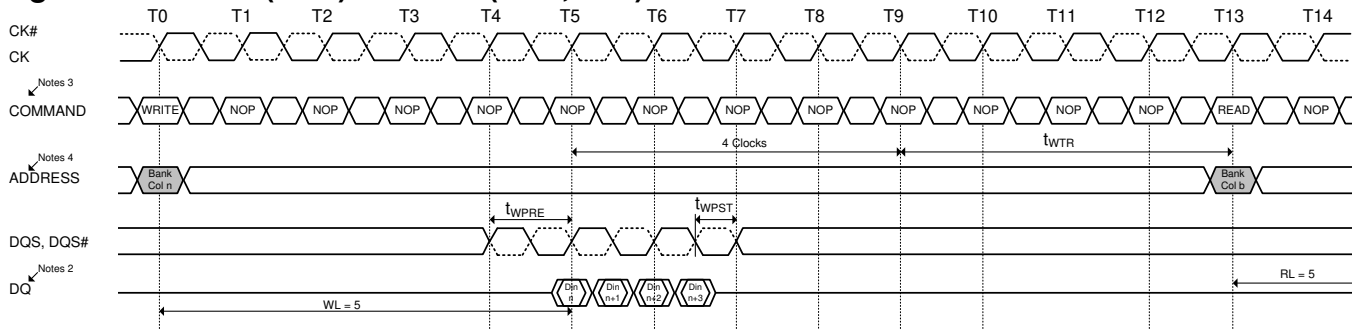 T0 T1 T2 T3 T4 T5 T6 T7 T8 T9 T10 T11 T12 T13 T14
CK#
CK
Notes 3
COMMAND WRITE NOP NOP NOP NOP NOP NOP NOP NOP NOP NOP NOP NOP READ NOP
4 Clocks tWTR
Notes 4
ADDRESS Bank Col n Bank Col b
tWPRE tWPST
DQS, DQS#
Notes 2
DQ Din n Din n+1 Din n+2 Din n+3 RL = 5
WL = 5